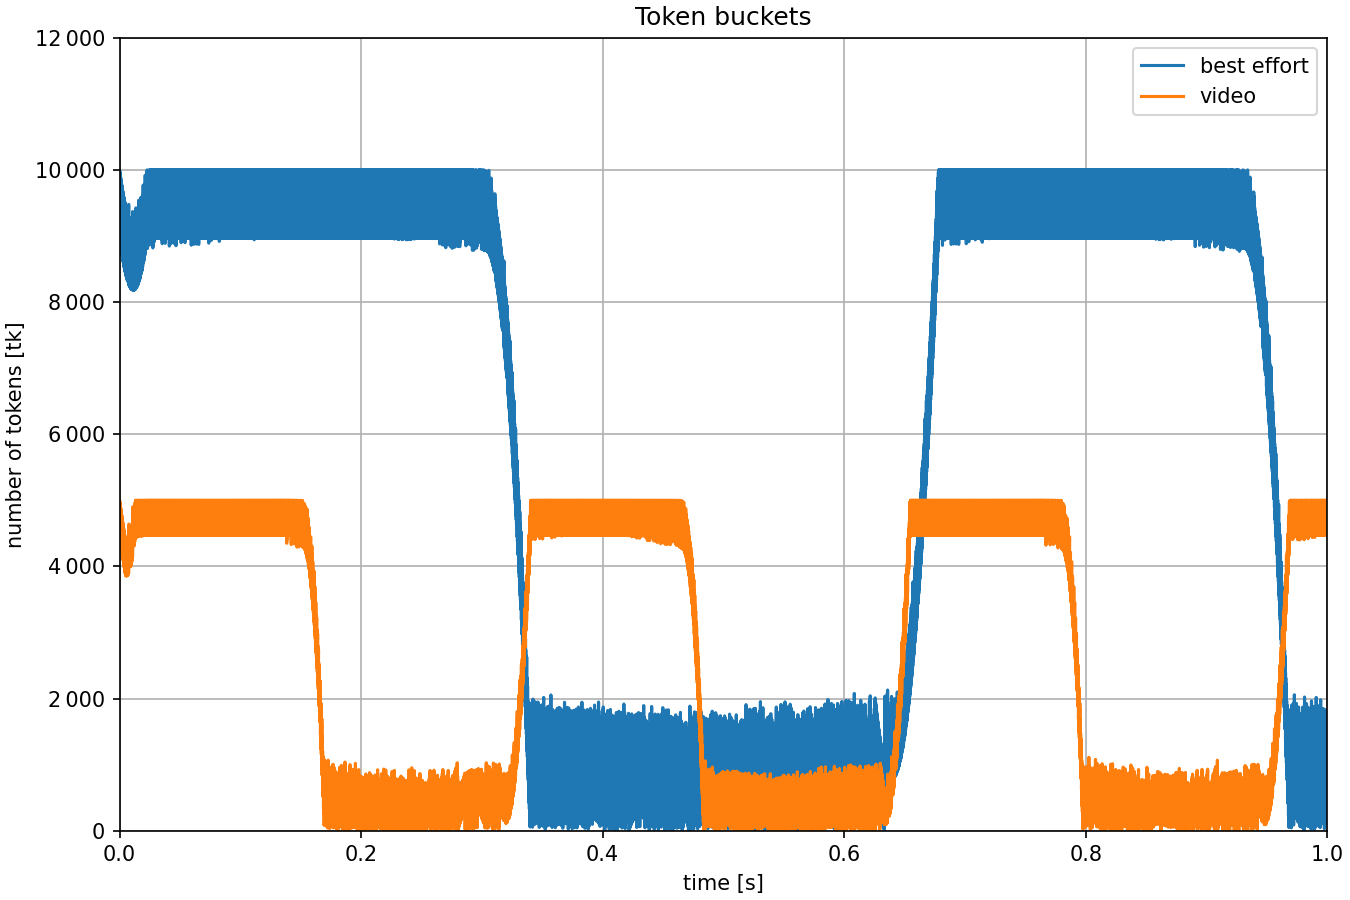 Token buckets
12 000
10 000
8 000
6 000
4 000
2 000
0
number of tokens [tk]
best effort
video
0.0 0.2 0.4 0.6 0.8 1.0
time [s]